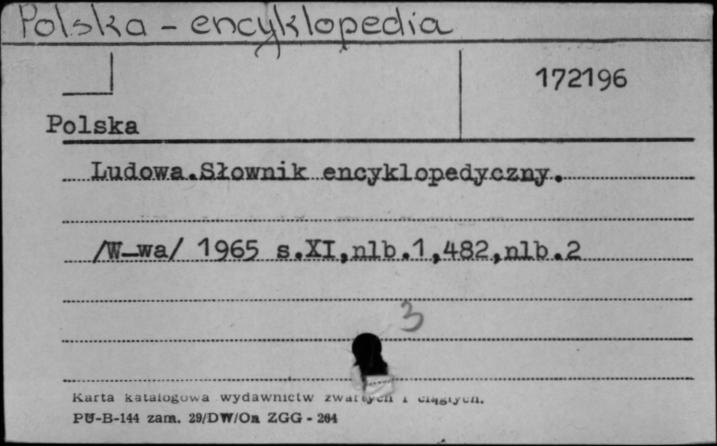 Polska - encyklopedia
172196
Polska
Ludowa.Słownik encyklopedyczny.
/W-wa/ 1965 s.XI,nlb.1,482,nlb.2
3
Karta katalogowa wydawnictw zwartych i ciągłych.
PU-B-144 zam. 29/DW/Oa ZGG - 264